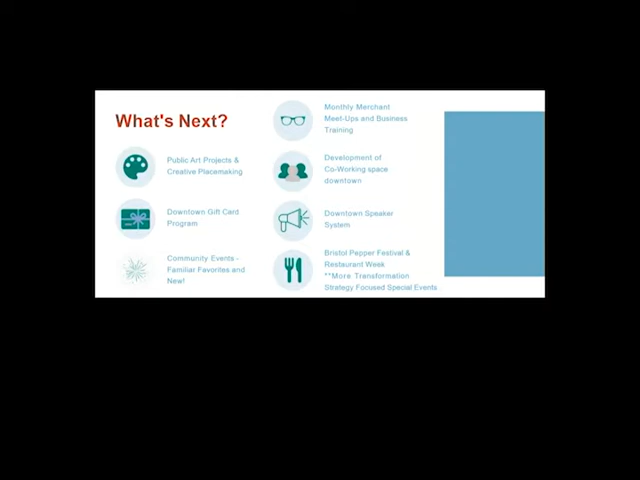 What's Next?
Public Art Projects &
Creative Placemaking
Downtown Gift Card
Program
Community Events -
Familiar Favorites and
New!
Monthly Merchant
Meet-Ups and Business
Training
Development of
Co-Working space
downtown
Downtown Speaker
System
Bristol Pepper Festival &
Restaurant Week
**More Transformation
Strategy Focused Special Events